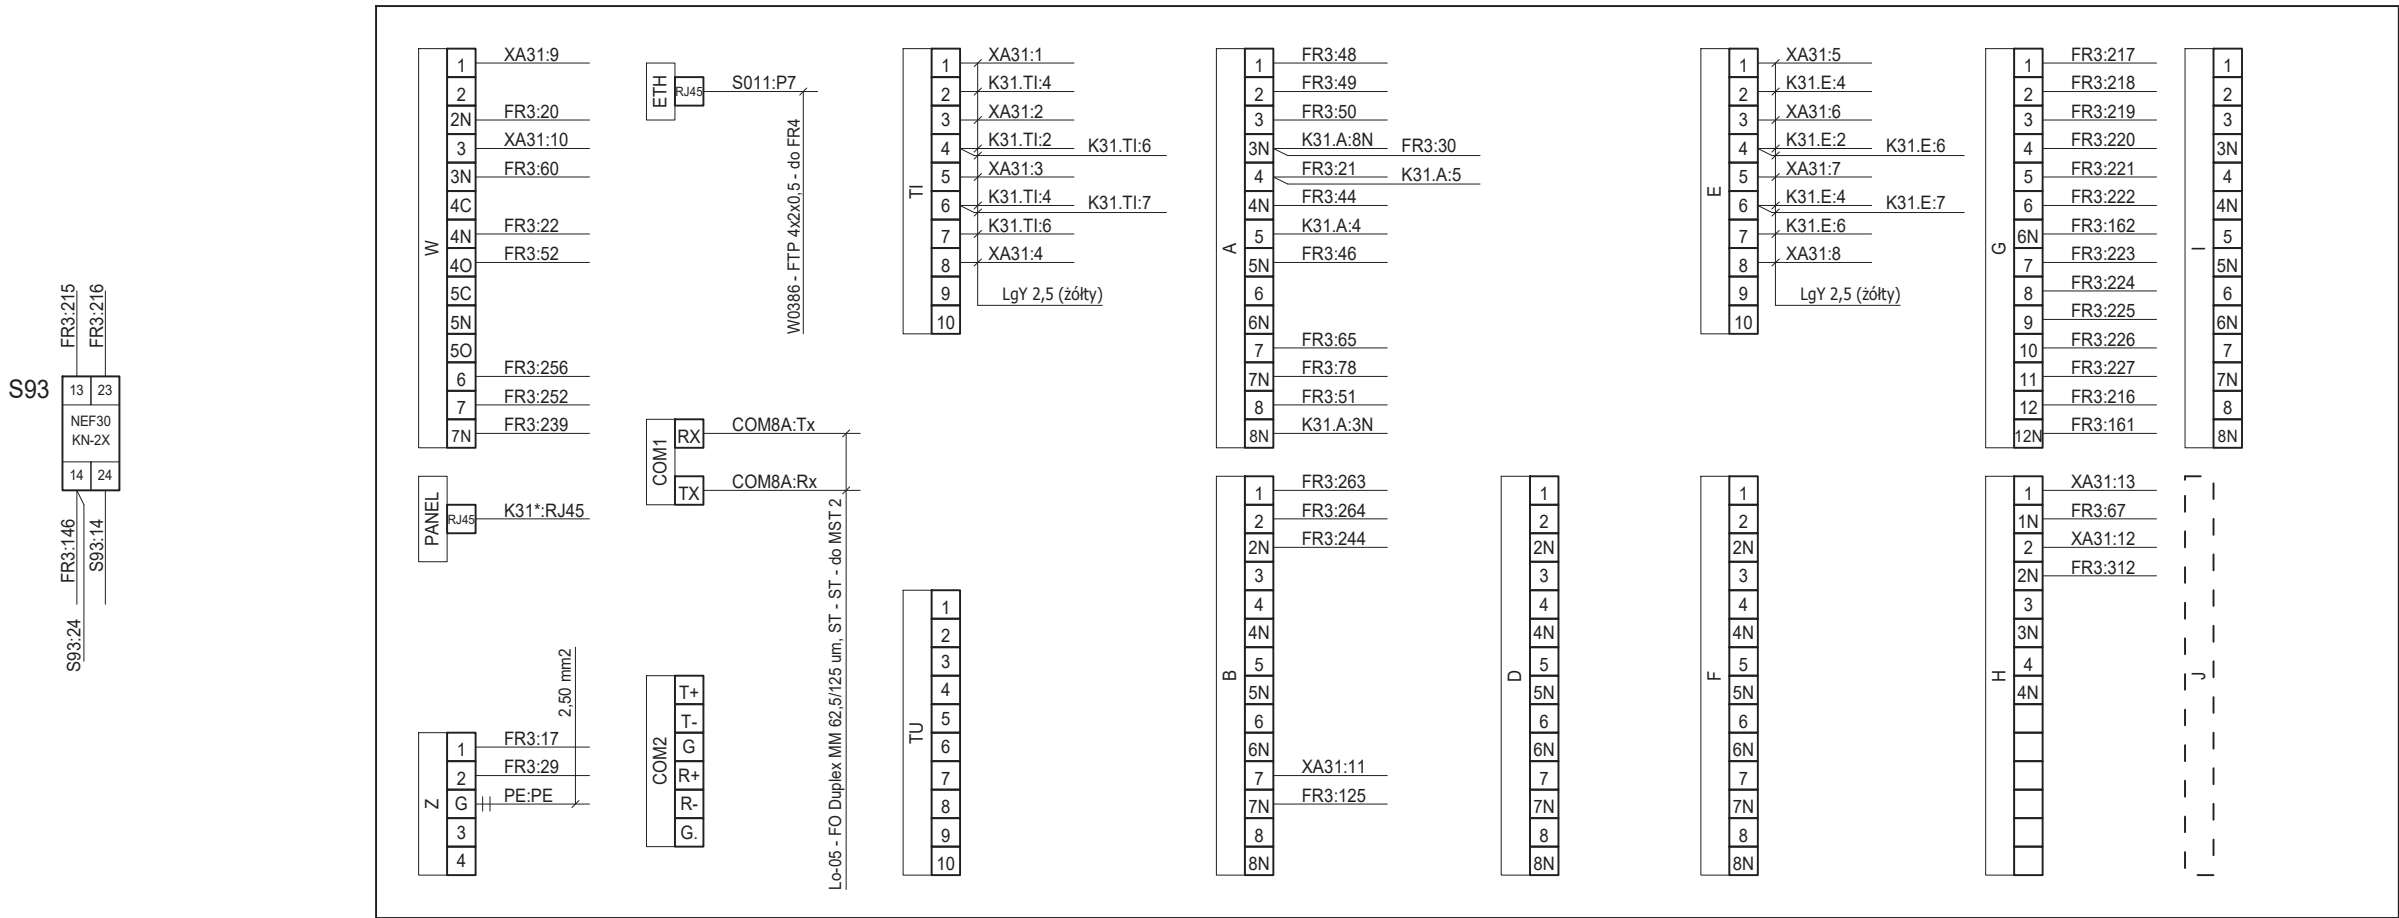 S93
FR3:215
FR3:216
13 23
NEF30
KN-2X
14 24
FR3:146
S93:24
S93:14
W
1 XA31:9
2
2N FR3:20
3 XA31:10
3N FR3:60
4C
4N FR3:22
4O FR3:52
5C
5N
5O
6 FR3:256
7 FR3:252
7N FR3:239
PANEL
RJ45 K31*:RJ45
Z
1 FR3:17
2 FR3:29
G PE:PE
3
4
2,50 mm2
ETH
RJ45 S011:P7
W0386 - FTP 4x2x0,5 - do FR4
COM1
RX COM8A:Tx
TX COM8A:Rx
Lo-05 - FO Duplex MM 62,5/125 um, ST - ST - do MST 2
COM2
T+
T-
G
R+
R-
G.
TI
1 XA31:1
2 K31.TI:4
3 XA31:2
4 K31.TI:2 K31.TI:6
5 XA31:3
6 K31.TI:4 K31.TI:7
7 K31.TI:6
8 XA31:4
9 LgY 2,5 (żółty)
10
TU
1
2
3
4
5
6
7
8
9
10
A
1 FR3:48
2 FR3:49
3 FR3:50
3N K31.A:8N FR3:30
4 FR3:21 K31.A:5
4N FR3:44
5 K31.A:4
5N FR3:46
6
6N
7 FR3:65
7N FR3:78
8 FR3:51
8N K31.A:3N
B
1 FR3:263
2 FR3:264
2N FR3:244
3
4
4N
5
5N
6
6N
7 XA31:11
7N FR3:125
8
8N
D
1
2
2N
3
4
4N
5
5N
6
6N
7
7N
8
8N
E
1 XA31:5
2 K31.E:4
3 XA31:6
4 K31.E:2 K31.E:6
5 XA31:7
6 K31.E:4 K31.E:7
7 K31.E:6
8 XA31:8
9 LgY 2,5 (żółty)
10
F
1
2
2N
3
4
4N
5
5N
6
6N
7
7N
8
8N
G
1 FR3:217
2 FR3:218
3 FR3:219
4 FR3:220
5 FR3:221
6 FR3:222
6N FR3:162
7 FR3:223
8 FR3:224
9 FR3:225
10 FR3:226
11 FR3:227
12 FR3:216
12N FR3:161
H
1 XA31:13
1N FR3:67
2 XA31:12
2N FR3:312
3
3N
4
4N
I
1
2
3
3N
4
4N
5
5N
6
6N
7
7N
8
8N
J